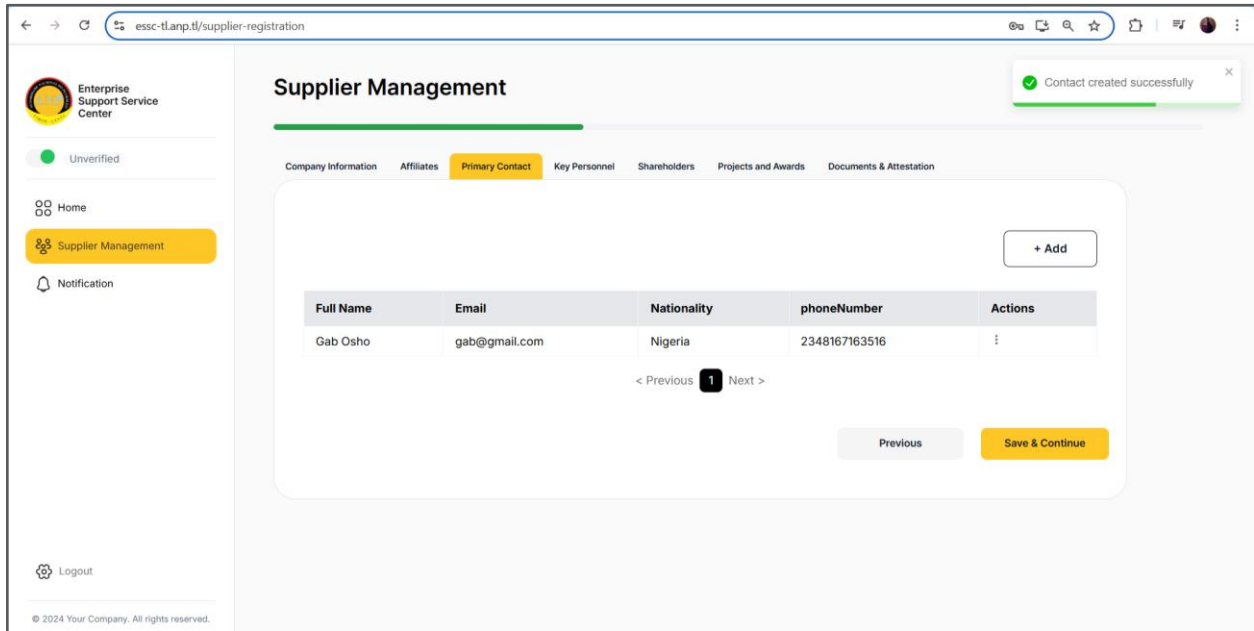 essc-tl.anp.tl/supplier-registration
Enterprise
Support Service
Center
Unverified
Home
Supplier Management
Notification
Logout
© 2024 Your Company. All rights reserved.
Supplier Management
Contact created successfully
Company Information Affiliates Primary Contact Key Personnel Shareholders Projects and Awards Documents & Attestation
+ Add
Full Name Email Nationality phoneNumber Actions
Gab Osho gab@gmail.com Nigeria 2348167163516
< Previous 1 Next >
Previous Save & Continue